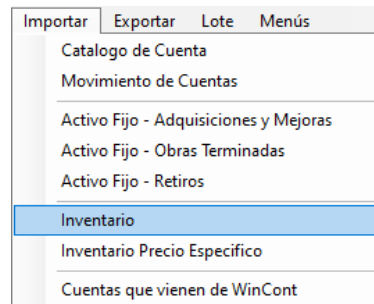 Importar Exportar Lote Menús
Catalogo de Cuenta
Movimiento de Cuentas
Activo Fijo - Adquisiciones y Mejoras
Activo Fijo - Obras Terminadas
Activo Fijo - Retiros
Inventario
Inventario Precio Especifico
Cuentas que vienen de WinCont